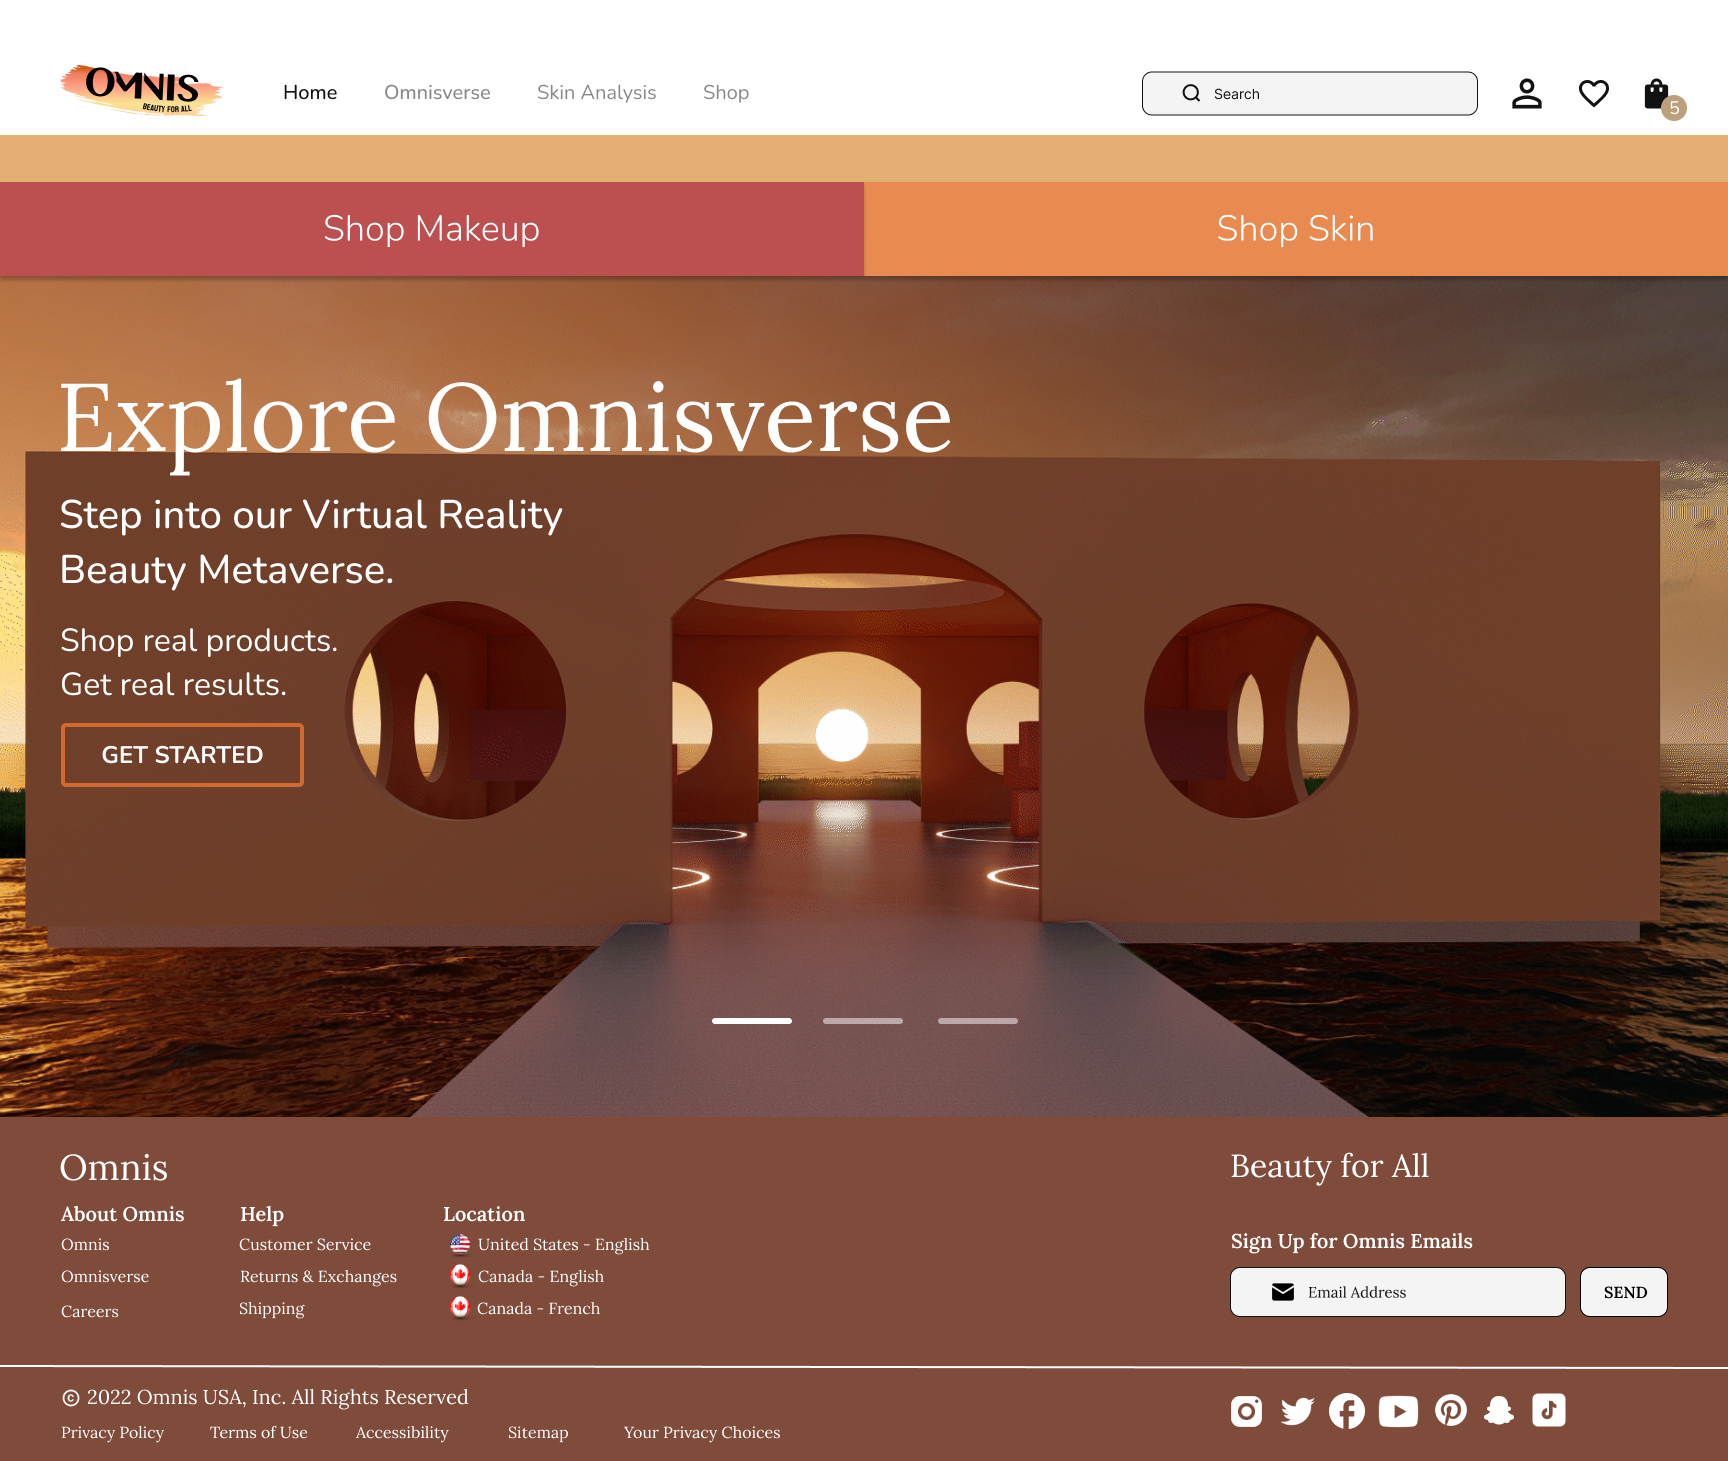 OMNIS
BEAUTY FOR ALL
Home
Omnisverse
Skin Analysis
Shop
Search
5
Shop Makeup
Shop Skin
Explore Omnisverse
Step into our Virtual Reality
Beauty Metaverse.
Shop real products.
Get real results.
GET STARTED
Omnis
About Omnis
Omnis
Omnisverse
Careers
Help
Customer Service
Returns & Exchanges
Shipping
Location
United States - English
Canada - English
Canada - French
Beauty for All
Sign Up for Omnis Emails
Email Address
SEND
© 2022 Omnis USA, Inc. All Rights Reserved
Privacy Policy
Terms of Use
Accessibility
Sitemap
Your Privacy Choices